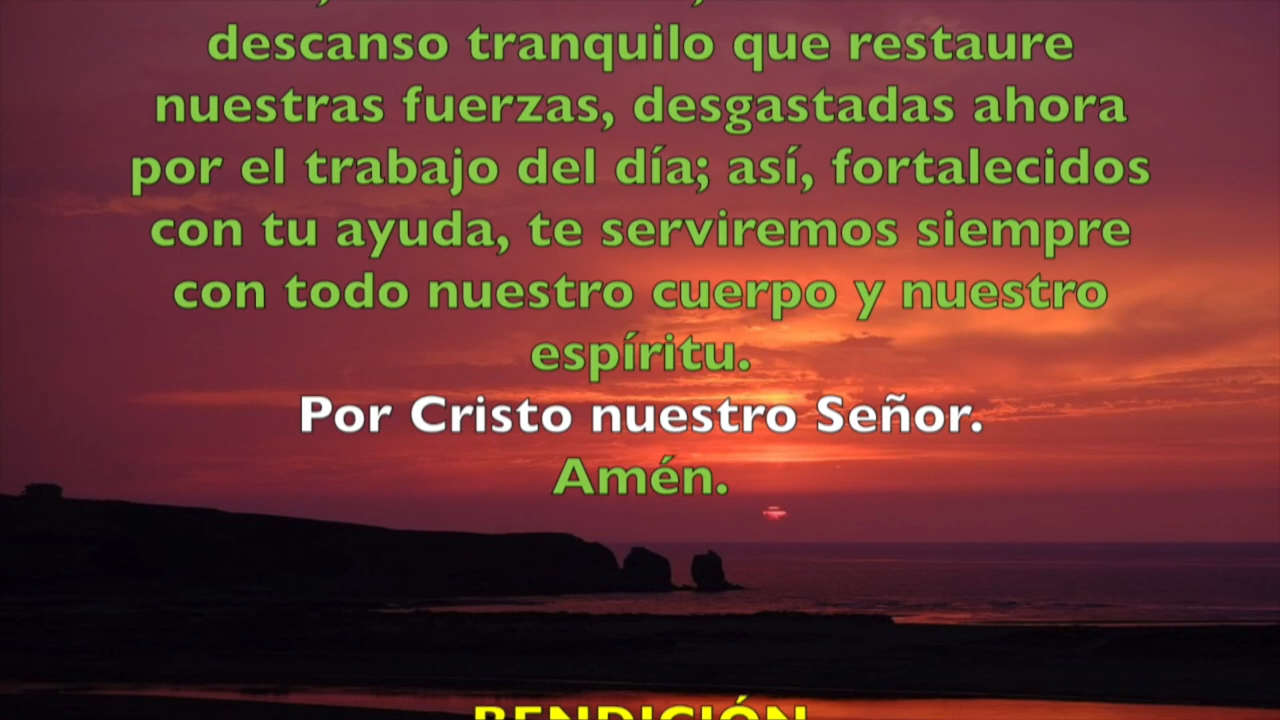 descanso tranquilo que restaure
nuestras fuerzas, desgastadas ahora
por el trabajo del día; así, fortalecidos
con tu ayuda, te serviremos siempre
con todo nuestro cuerpo y nuestro
espíritu.
Por Cristo nuestro Señor.
Amén.
BENDICIÓN